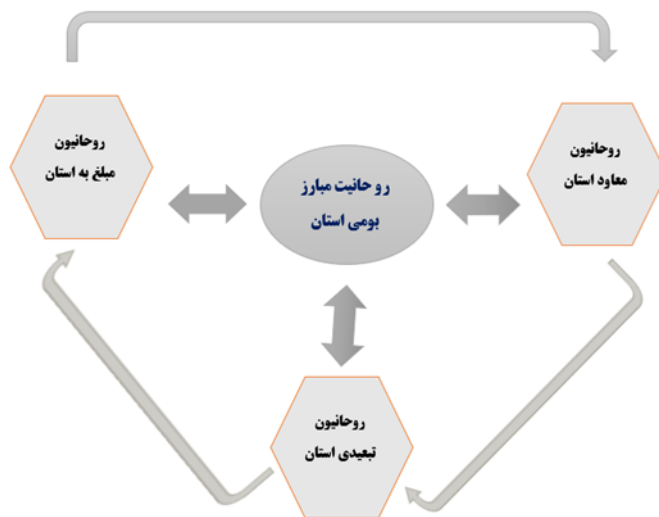 روحانیون
معاود استان
روحانیت مبارز
بومی استان
روحانیون
مبلغ به استان
روحانیون
تبعیدی استان